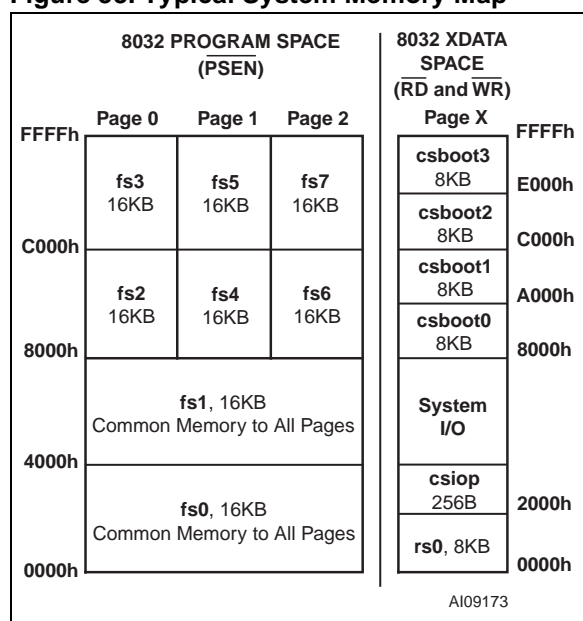 Figure 36. Typical System Memory Map
8032 PROGRAM SPACE
(PSEN)
Page 0 Page 1 Page 2
FFFFh
fs3
16KB
fs5
16KB
fs7
16KB
C000h
fs2
16KB
fs4
16KB
fs6
16KB
8000h
fs1, 16KB
Common Memory to All Pages
4000h
fs0, 16KB
Common Memory to All Pages
0000h
8032 XDATA
SPACE
(RD and WR)
Page X
FFFFh
csboot3
8KB
E000h
csboot2
8KB
C000h
csboot1
8KB
A000h
csboot0
8KB
8000h
System
I/O
csiop
256B
2000h
rs0, 8KB
0000h
AI09173